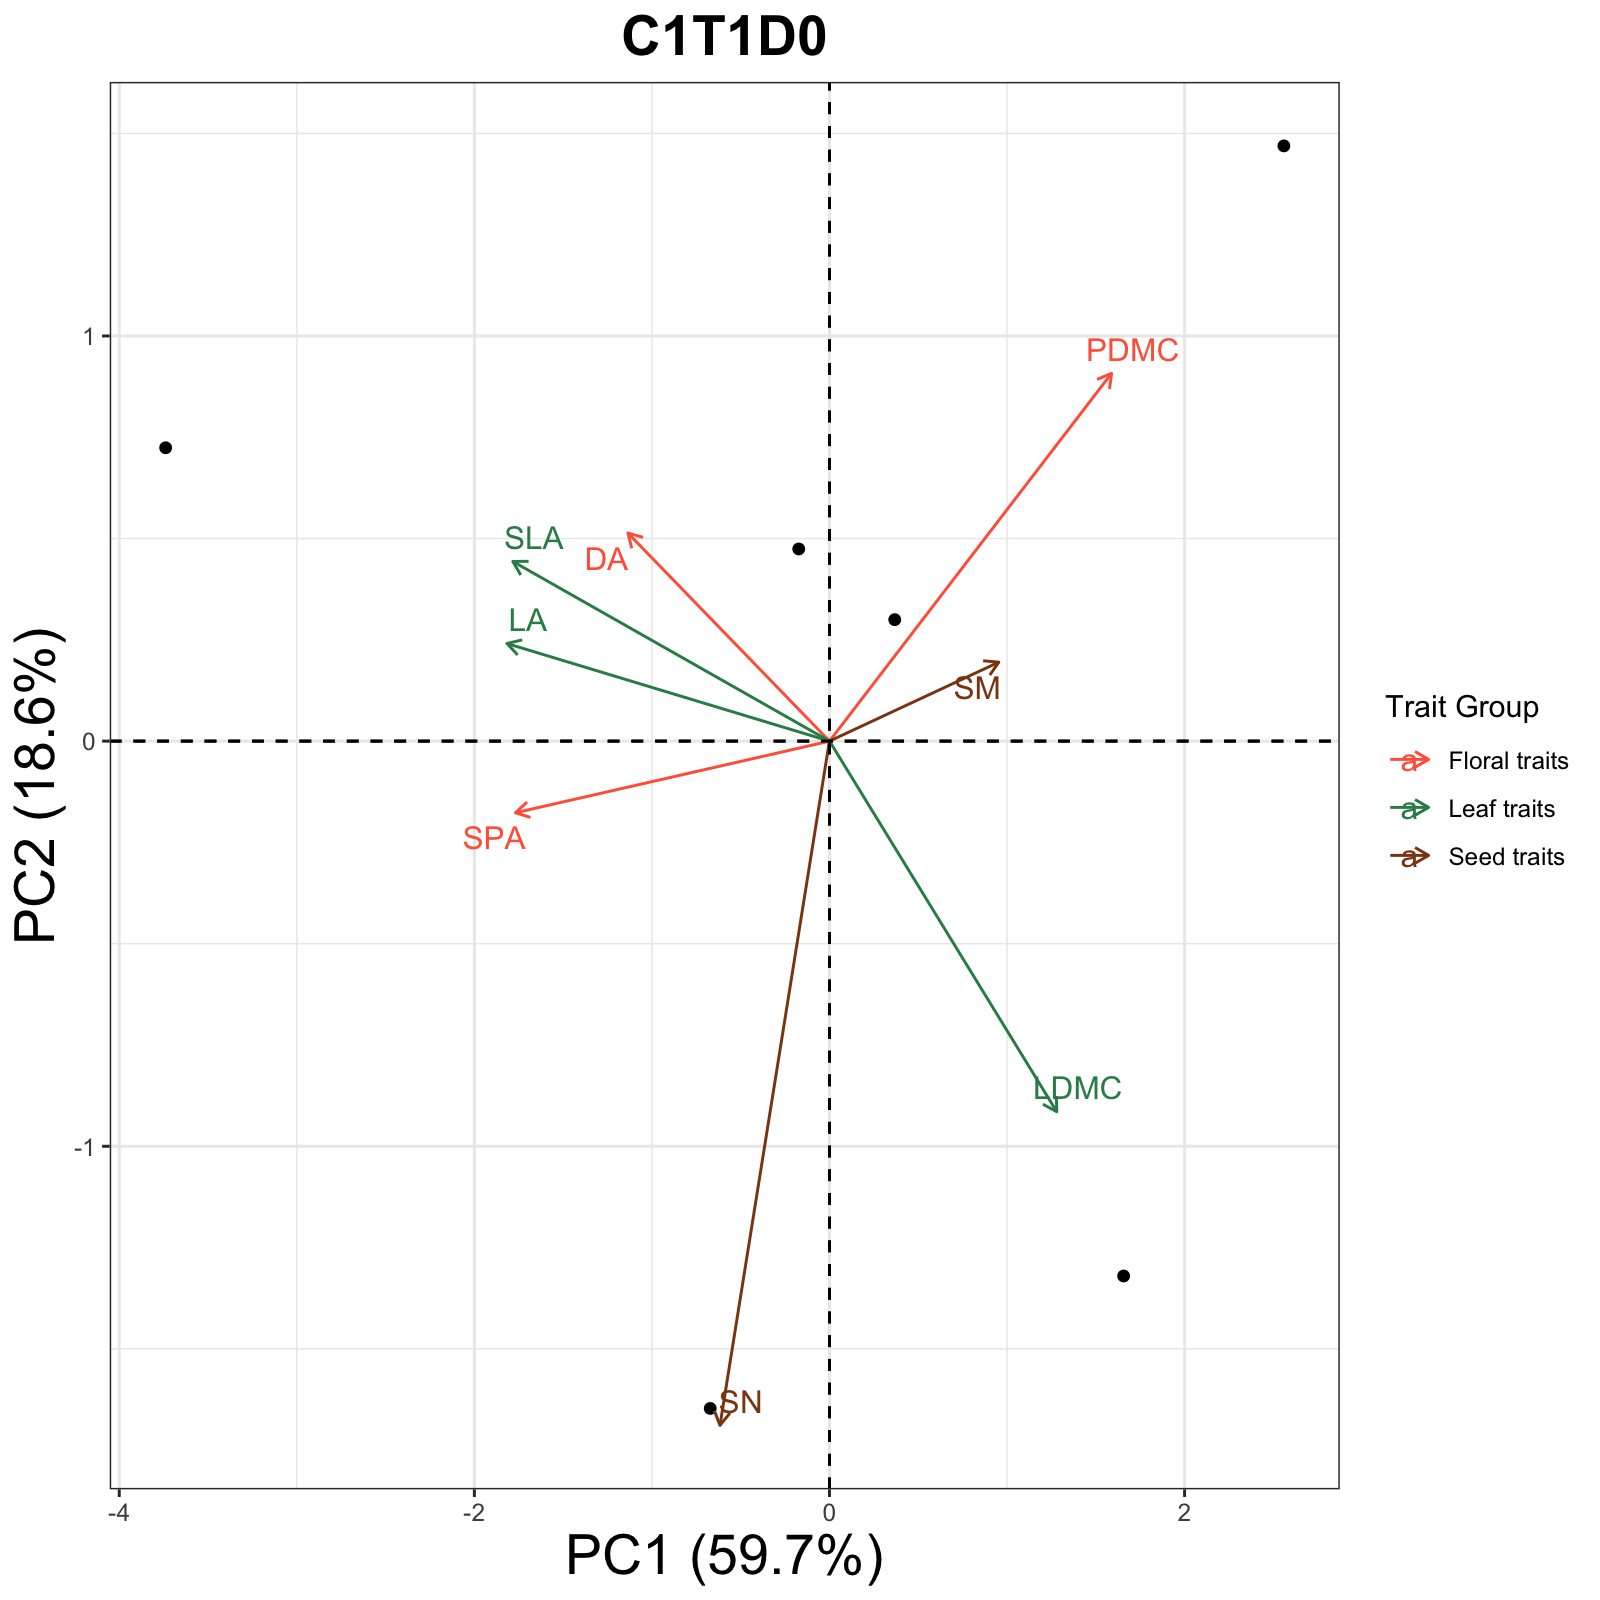 C1T1D0
PDMC
SLA
DA
LA
SM
SPA
LDMC
SN
1
0
-1
-4
-2
0
2
PC1 (59.7%)
PC2 (18.6%)
Trait Group
a Floral traits
a Leaf traits
a Seed traits